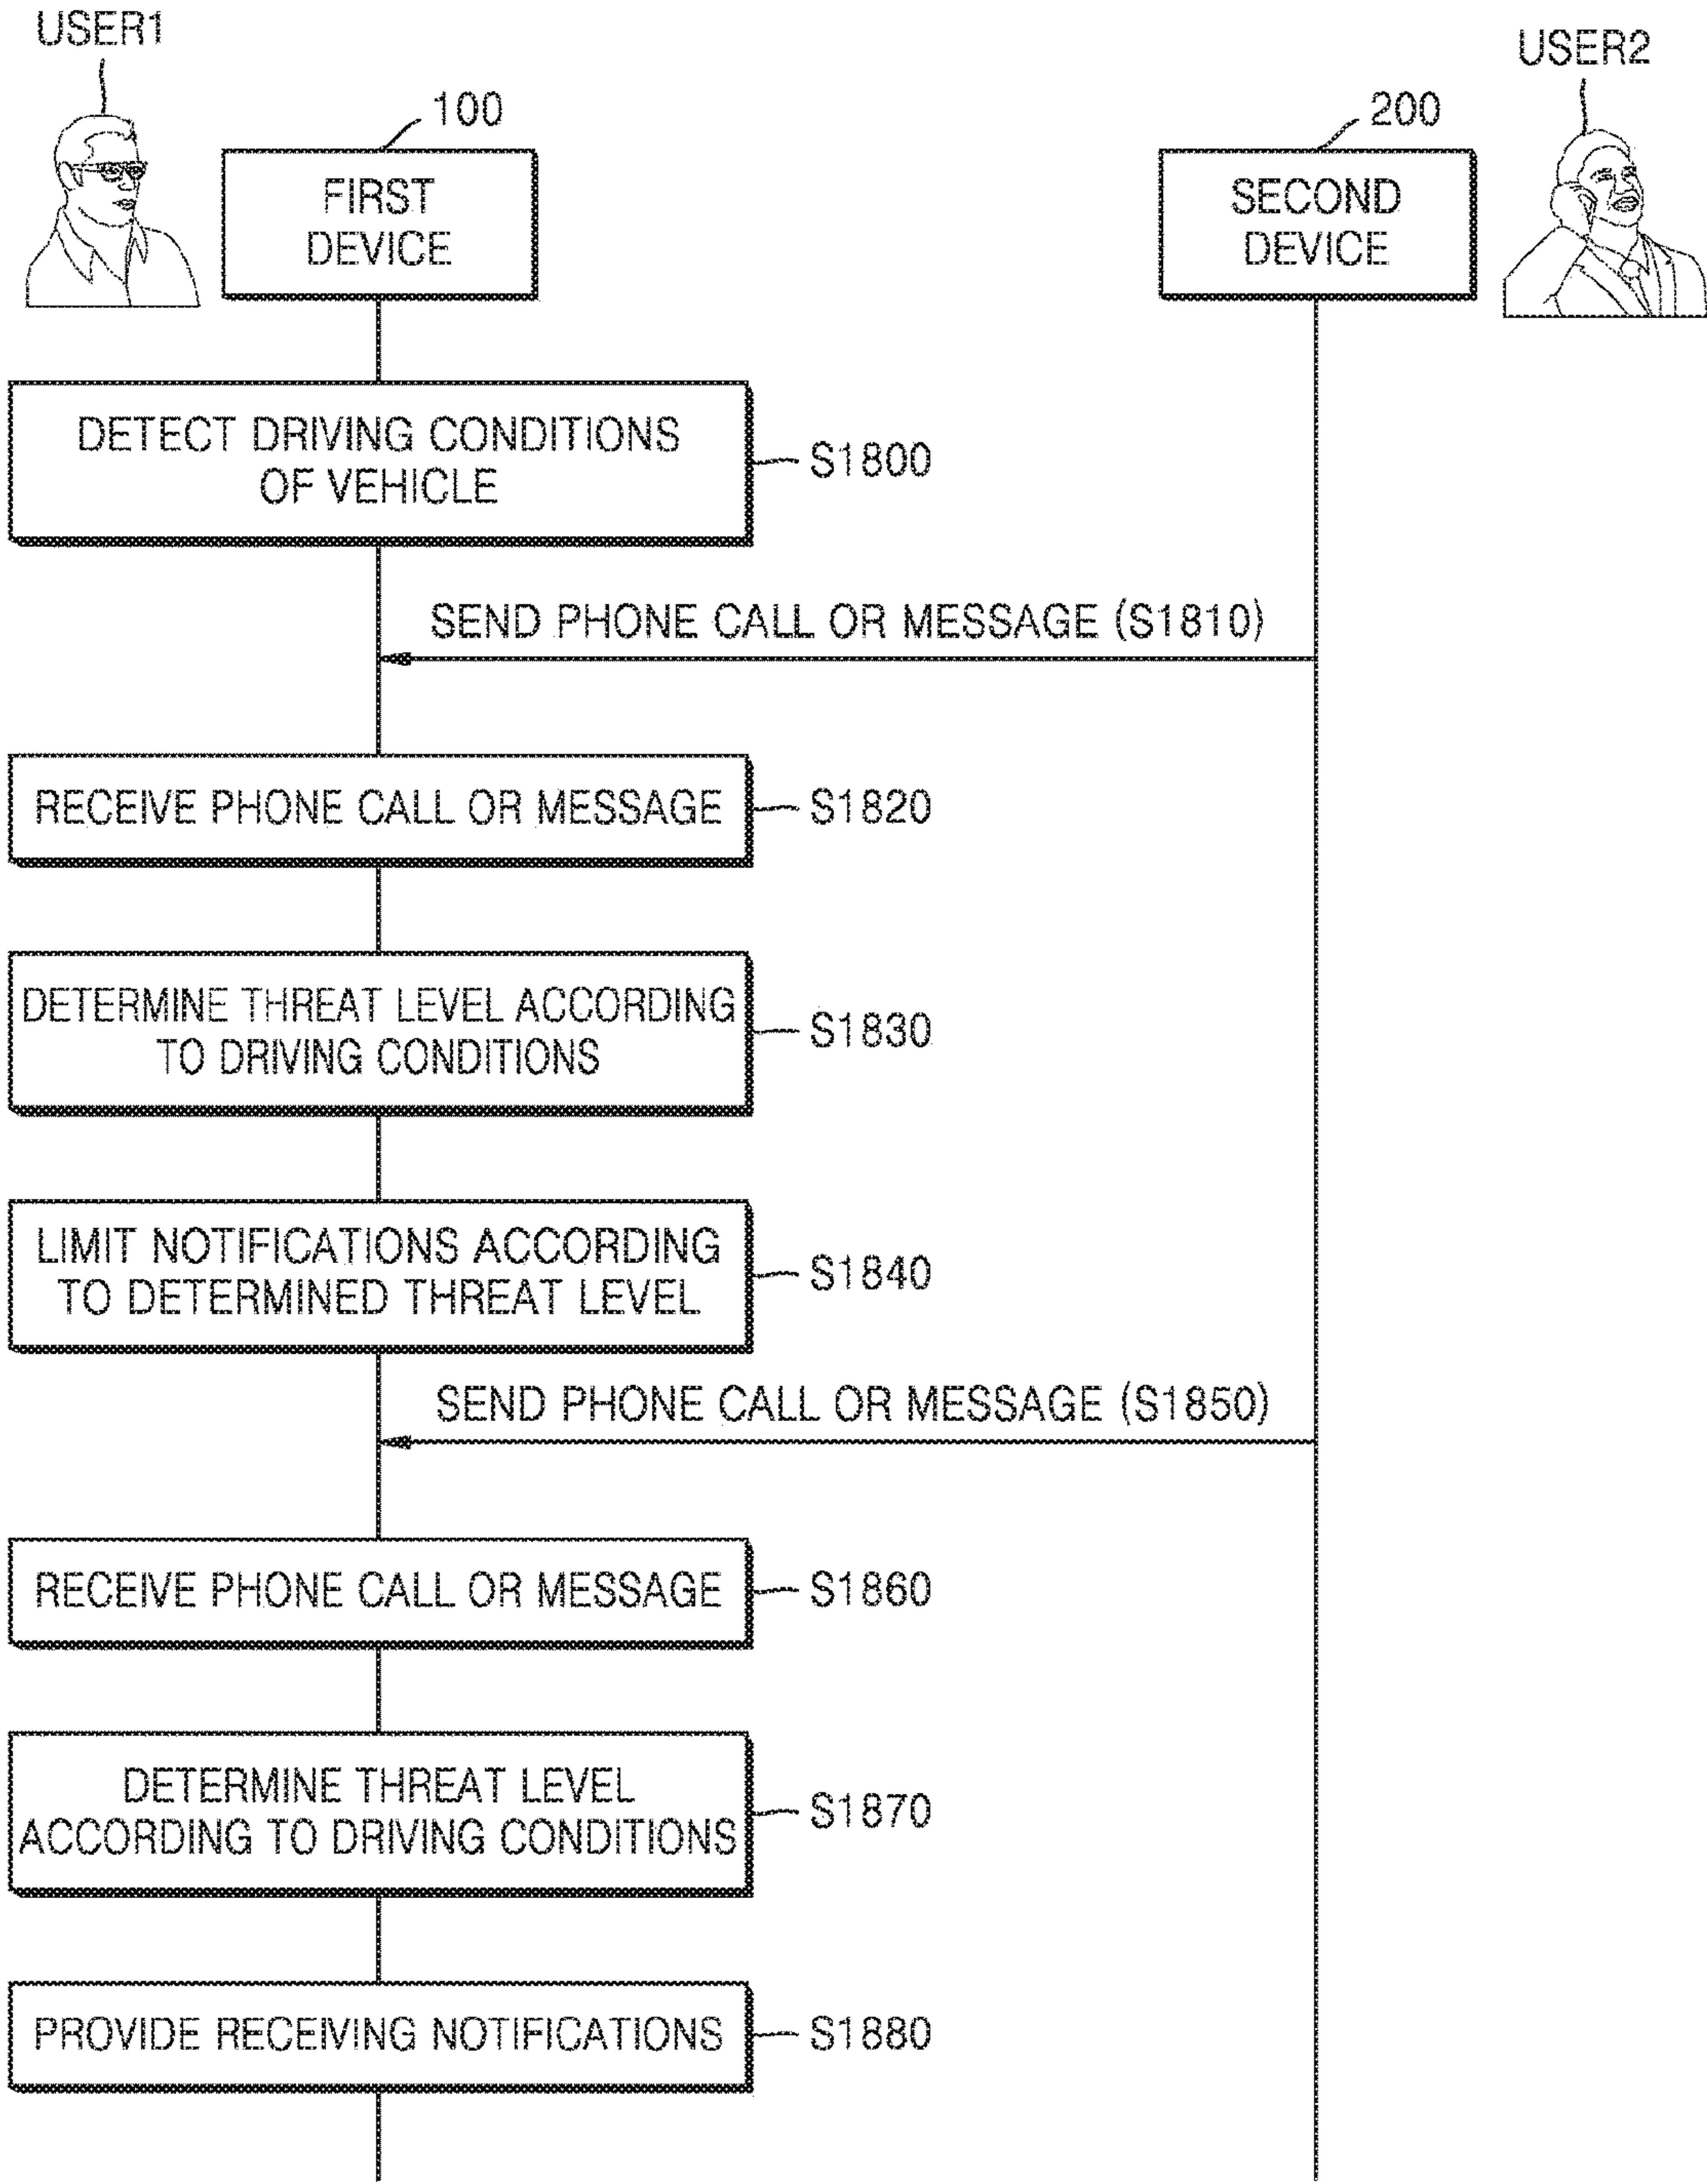 USER1
USER2
100
200
FIRST
DEVICE
SECOND
DEVICE
DETECT DRIVING CONDITIONS
OF VEHICLE
S1800
SEND PHONE CALL OR MESSAGE (S1810)
RECEIVE PHONE CALL OR MESSAGE
S1820
DETERMINE THREAT LEVEL ACCORDING
TO DRIVING CONDITIONS
S1830
LIMIT NOTIFICATIONS ACCORDING
TO DETERMINED THREAT LEVEL
S1840
SEND PHONE CALL OR MESSAGE (S1850)
RECEIVE PHONE CALL OR MESSAGE
S1860
DETERMINE THREAT LEVEL
ACCORDING TO DRIVING CONDITIONS
S1870
PROVIDE RECEIVING NOTIFICATIONS
S1880